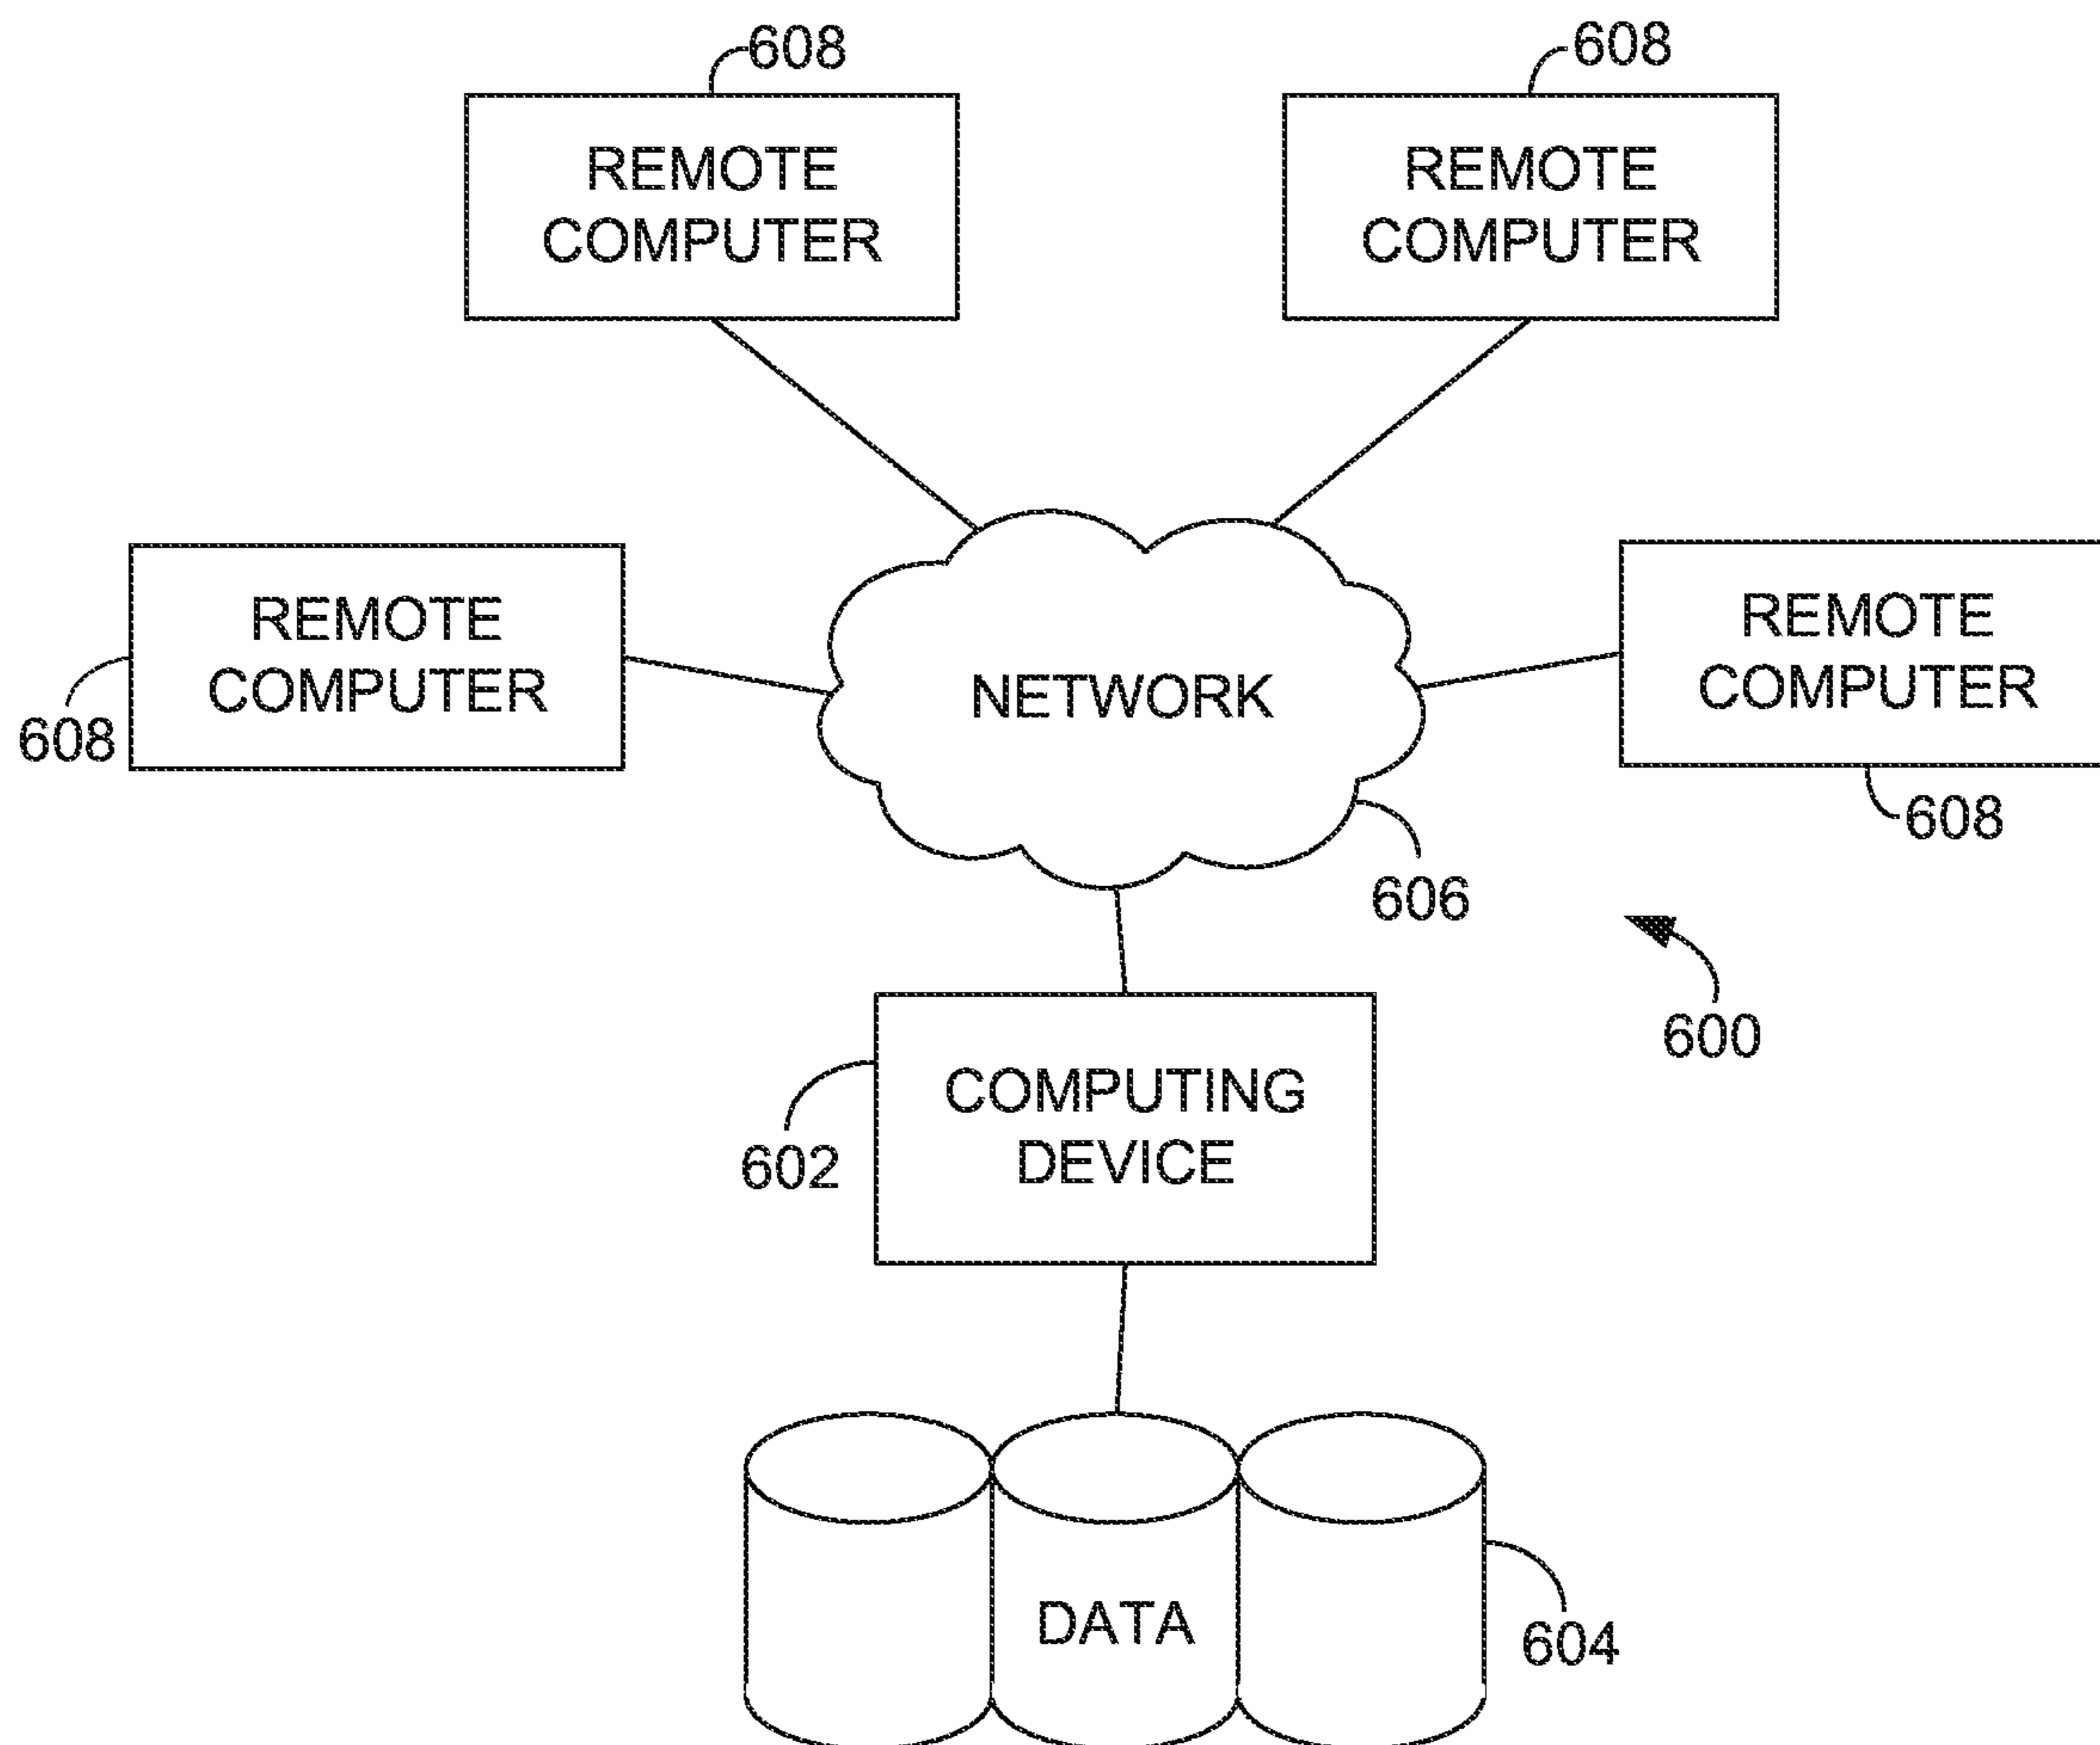 608
608
REMOTE
COMPUTER
REMOTE
COMPUTER
REMOTE
COMPUTER
608
NETWORK
REMOTE
COMPUTER
608
606
600
COMPUTING
DEVICE
602
DATA
604